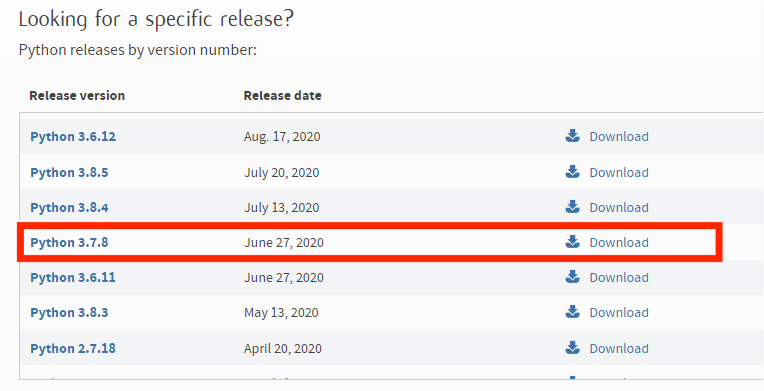 Looking for a specific release?
Python releases by version number:
Release version Release date
Python 3.6.12 Aug. 17, 2020 Download
Python 3.8.5 July 20, 2020 Download
Python 3.8.4 July 13, 2020 Download
Python 3.7.8 June 27, 2020 Download
Python 3.6.11 June 27, 2020 Download
Python 3.8.3 May 13, 2020 Download
Python 2.7.18 April 20, 2020 Download